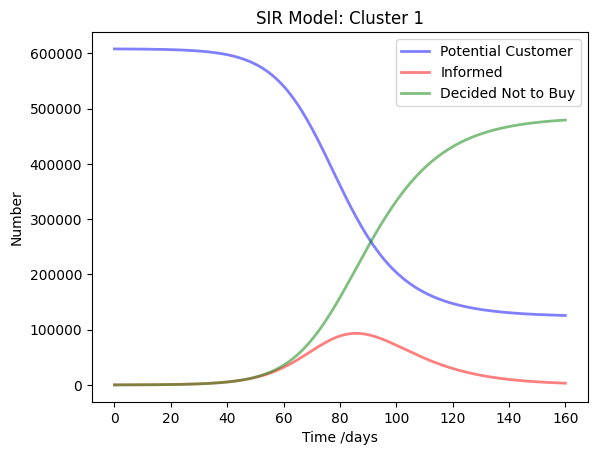 SIR Model: Cluster 1
Potential Customer
Informed
Decided Not to Buy
Number
600000
500000
400000
300000
200000
100000
0
0 20 40 60 80 100 120 140 160
Time /days